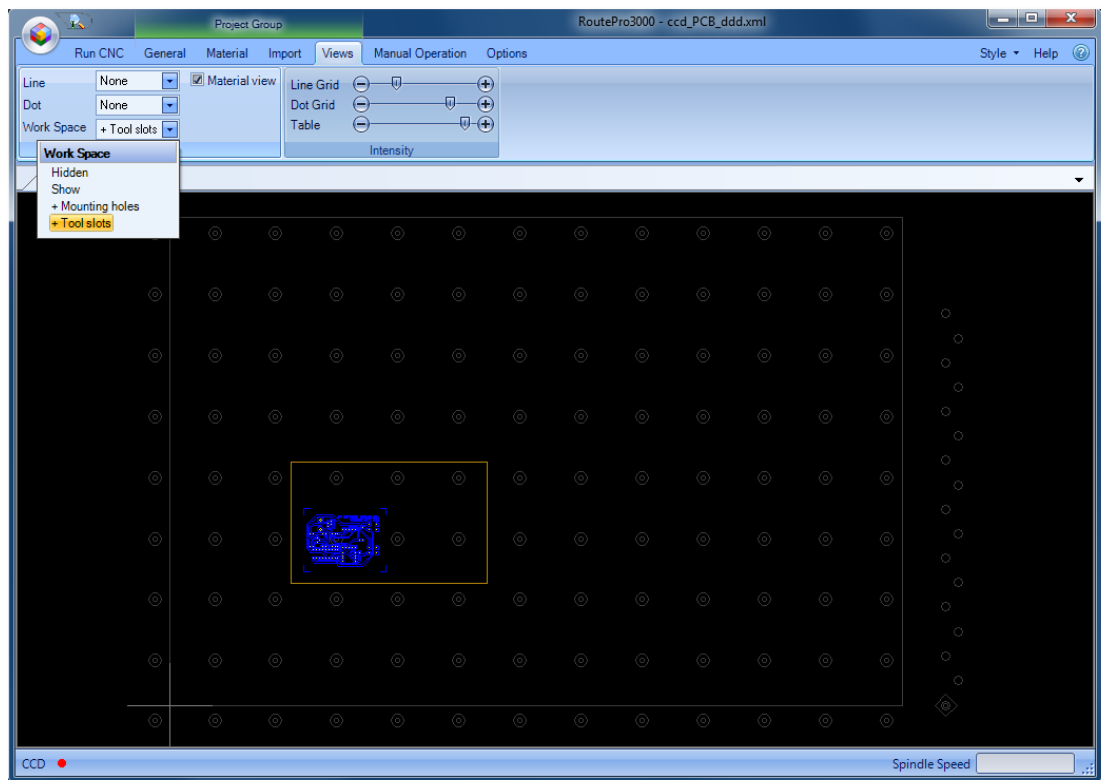 Project Group
RoutePro3000 - ccd_PCB_ddd.xml
Run CNC General Material Import Views Manual Operation Options Style Help
Line None Material view Line Grid
Dot None Dot Grid
Work Space + Tool slots Table
Intensity
Work Space
Hidden
Show
+ Mounting holes
+ Tool slots
CCD Spindle Speed